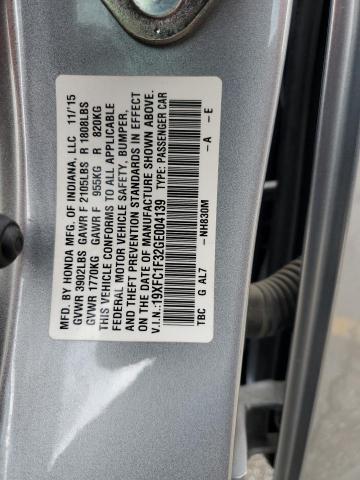 MFD. BY HONDA MFG. OF INDIANA, LLC 11/15
GVWR 3902LBS GAWR F 2105LBS R 1808LBS
GVWR 1770KG GAWR F 955KG R 820KG
THIS VEHICLE CONFORMS TO ALL APPLICABLE
FEDERAL MOTOR VEHICLE SAFETY, BUMPER,
AND THEFT PREVENTION STANDARDS IN EFFECT
ON THE DATE OF MANUFACTURE SHOWN ABOVE.
V.I.N.:19XFC1F32GE004139 TYPE: PASSENGER CAR
TBC G AL7 -NH830M -A -E